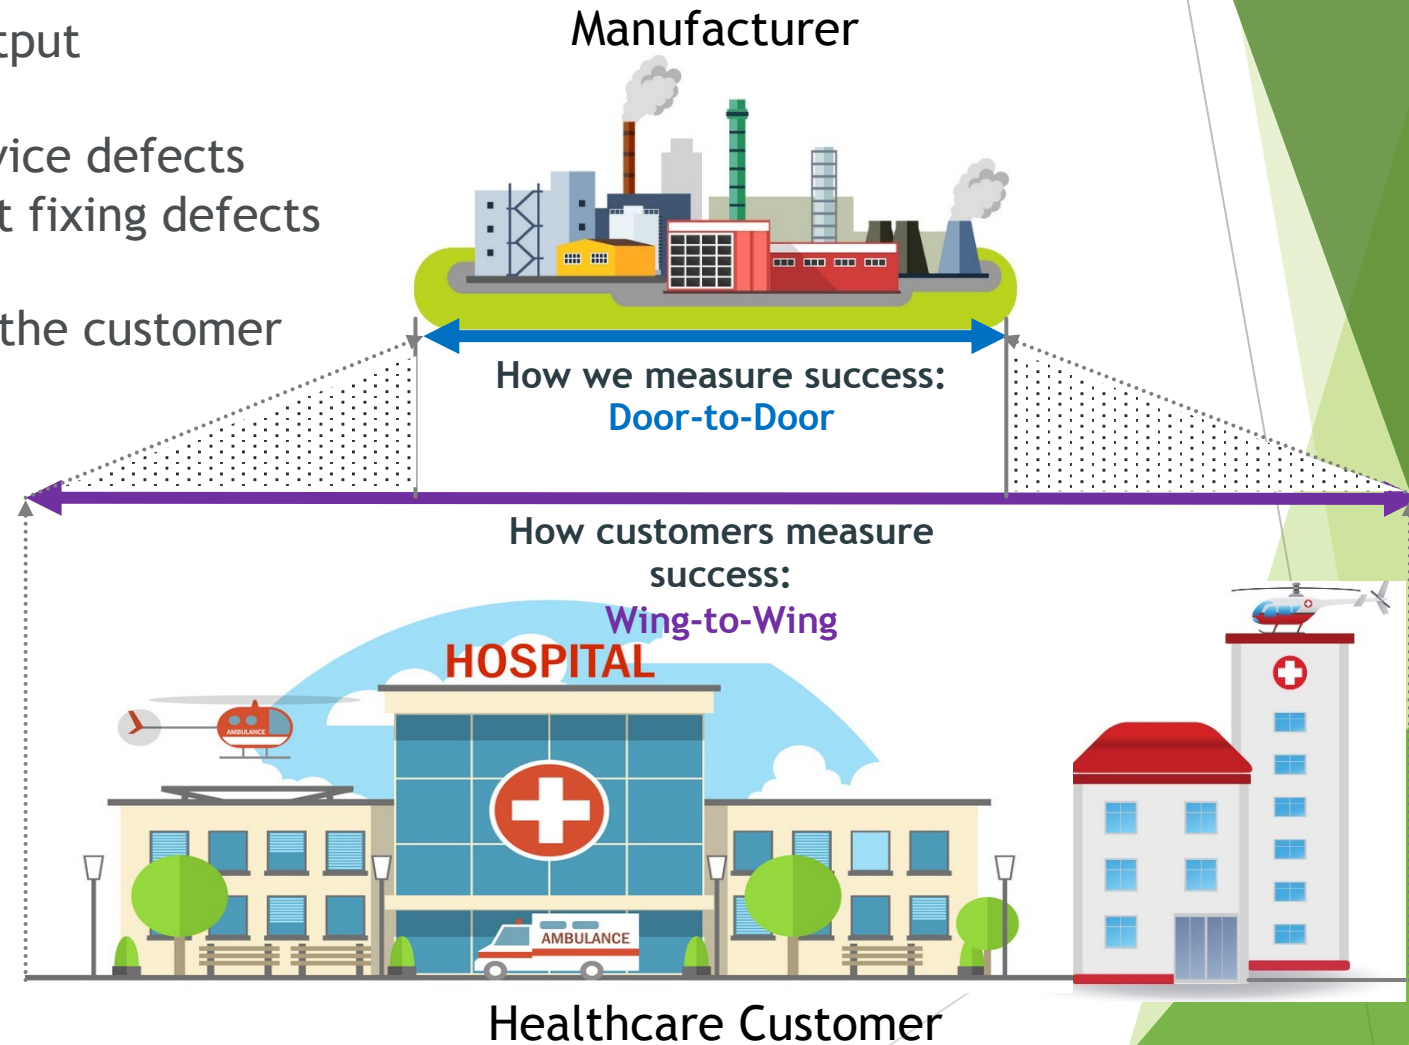 Manufacturer
tput
vice defects
t fixing defects
the customer
How we measure success:
Door-to-Door
How customers measure
success:
Wing-to-Wing
HOSPITAL
AMBULANCE
AMBULANCE
Healthcare Customer